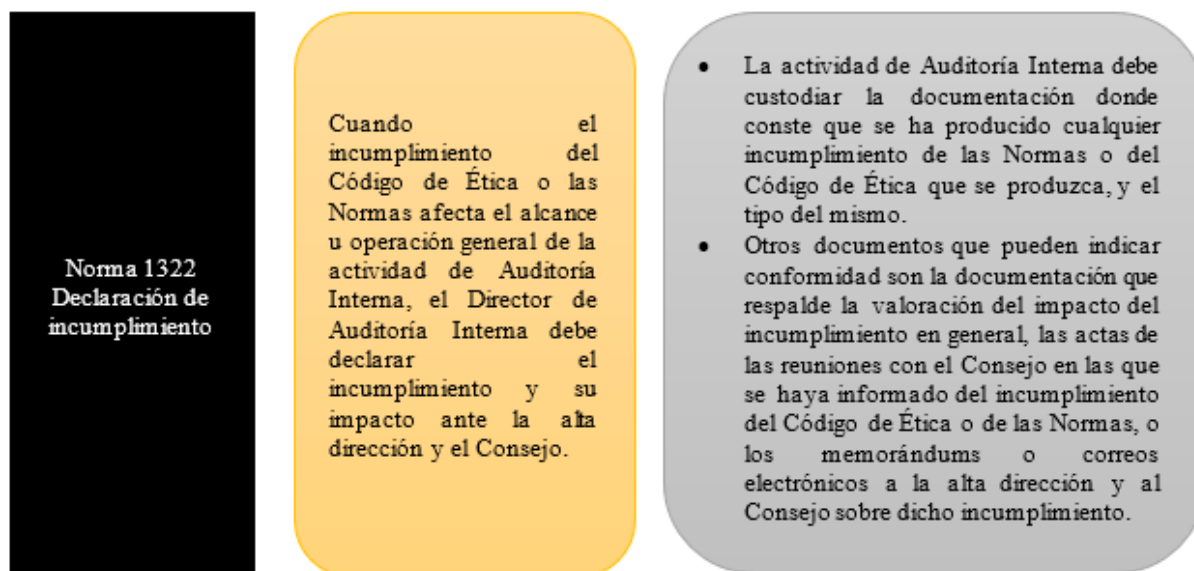 Norma 1322
Declaración de
incumplimiento
Cuando el
incumplimiento del
Código de Ética o las
Normas afecta el alcance
u operación general de la
actividad de Auditoría
Interna, el Director de
Auditoría Interna debe
declarar el
incumplimiento y su
impacto ante la alta
dirección y el Consejo.
• La actividad de Auditoría Interna debe
custodiar la documentación donde
conste que se ha producido cualquier
incumplimiento de las Normas o del
Código de Ética que se produzca, y el
tipo del mismo.
• Otros documentos que pueden indicar
conformidad son la documentación que
respalde la valoración del impacto del
incumplimiento en general, las actas de
las reuniones con el Consejo en las que
se haya informado del incumplimiento
del Código de Ética o de las Normas, o
los memorándums o correos
electrónicos a la alta dirección y al
Consejo sobre dicho incumplimiento.